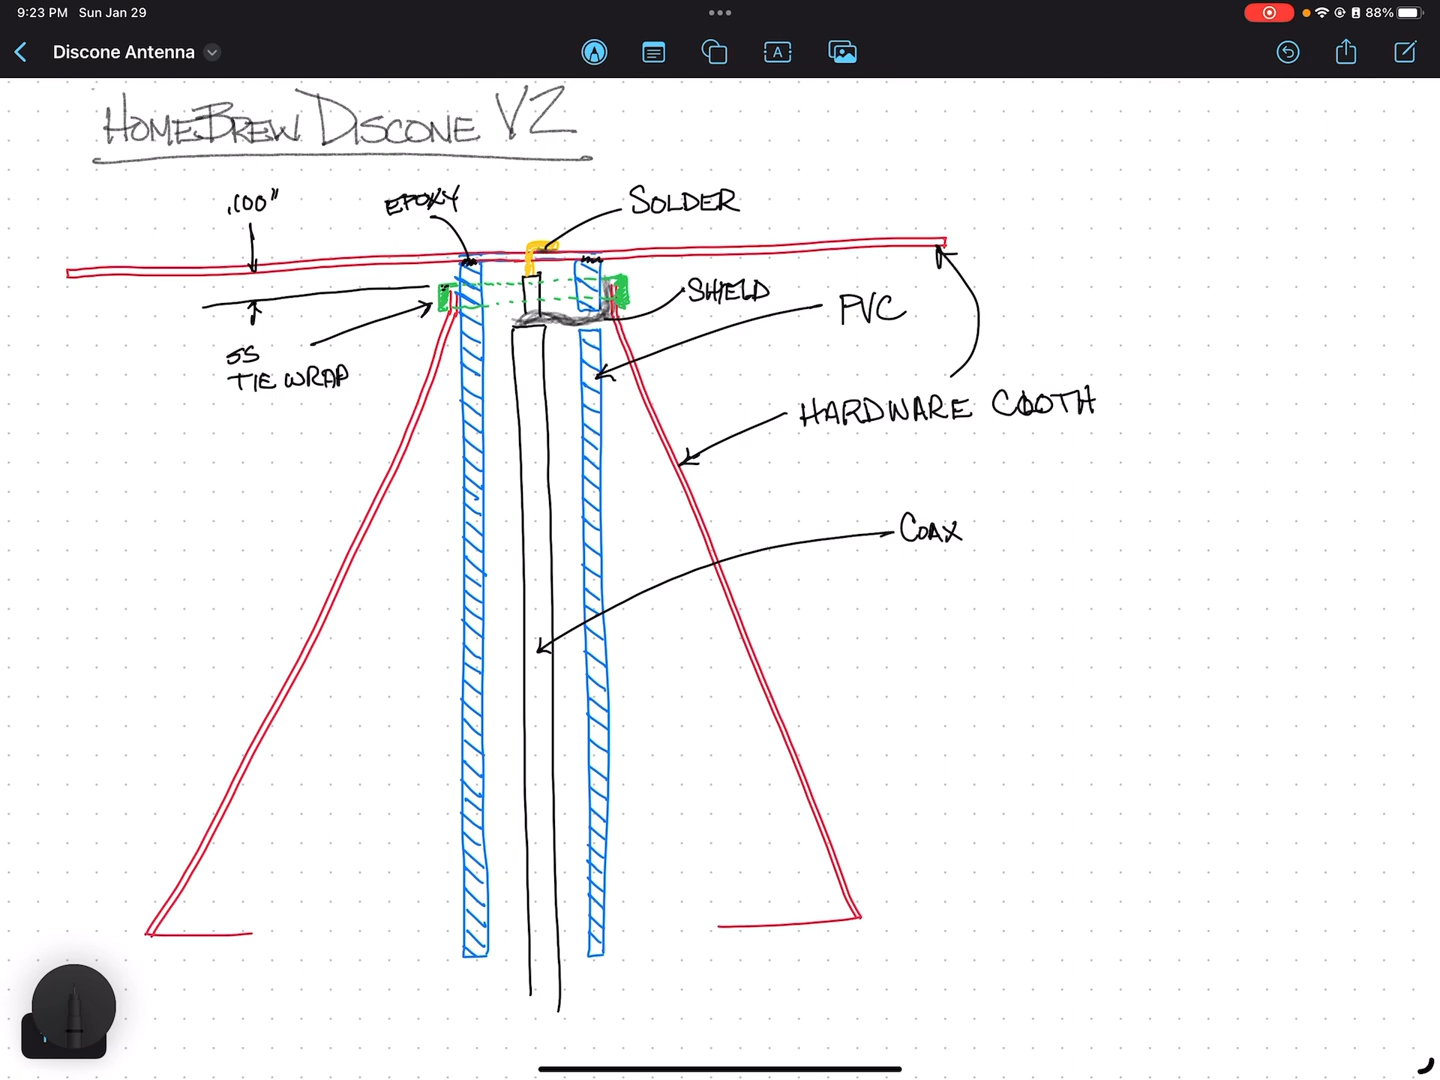 9:23 PM Sun Jan 29
88%
Discone Antenna
A
HOMEBREW DISCONE V2
.100"
EPOXY
SOLDER
SHIELD
PVC
SS
TIE WRAP
HARDWARE CLOTH
COAX